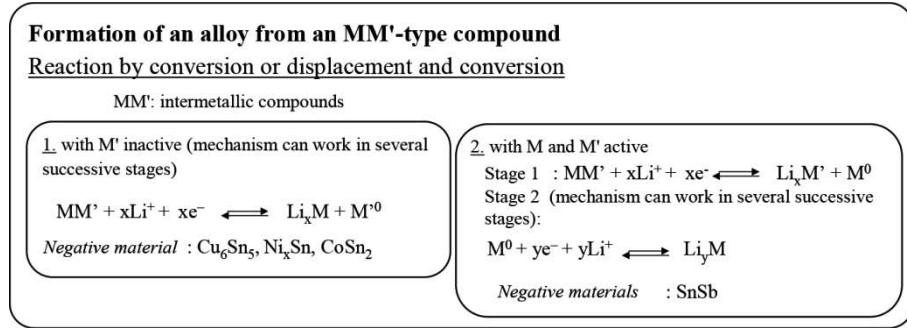 Formation of an alloy from an MM'-type compound
Reaction by conversion or displacement and conversion
MM': intermetallic compounds
1. with M' inactive (mechanism can work in several
successive stages)
MM’ + xLi⁺ + xe⁻ ⇌ LiₓM + M’⁰
Negative material : Cu₆Sn₅, NiₓSn, CoSn₂
2. with M and M' active
Stage 1 : MM’ + xLi⁺ + xe⁻ ⇌ LiₓM’ + M⁰
Stage 2 (mechanism can work in several successive
stages):
M⁰ + ye⁻ + yLi⁺ ⇌ LiᵧM
Negative materials : SnSb